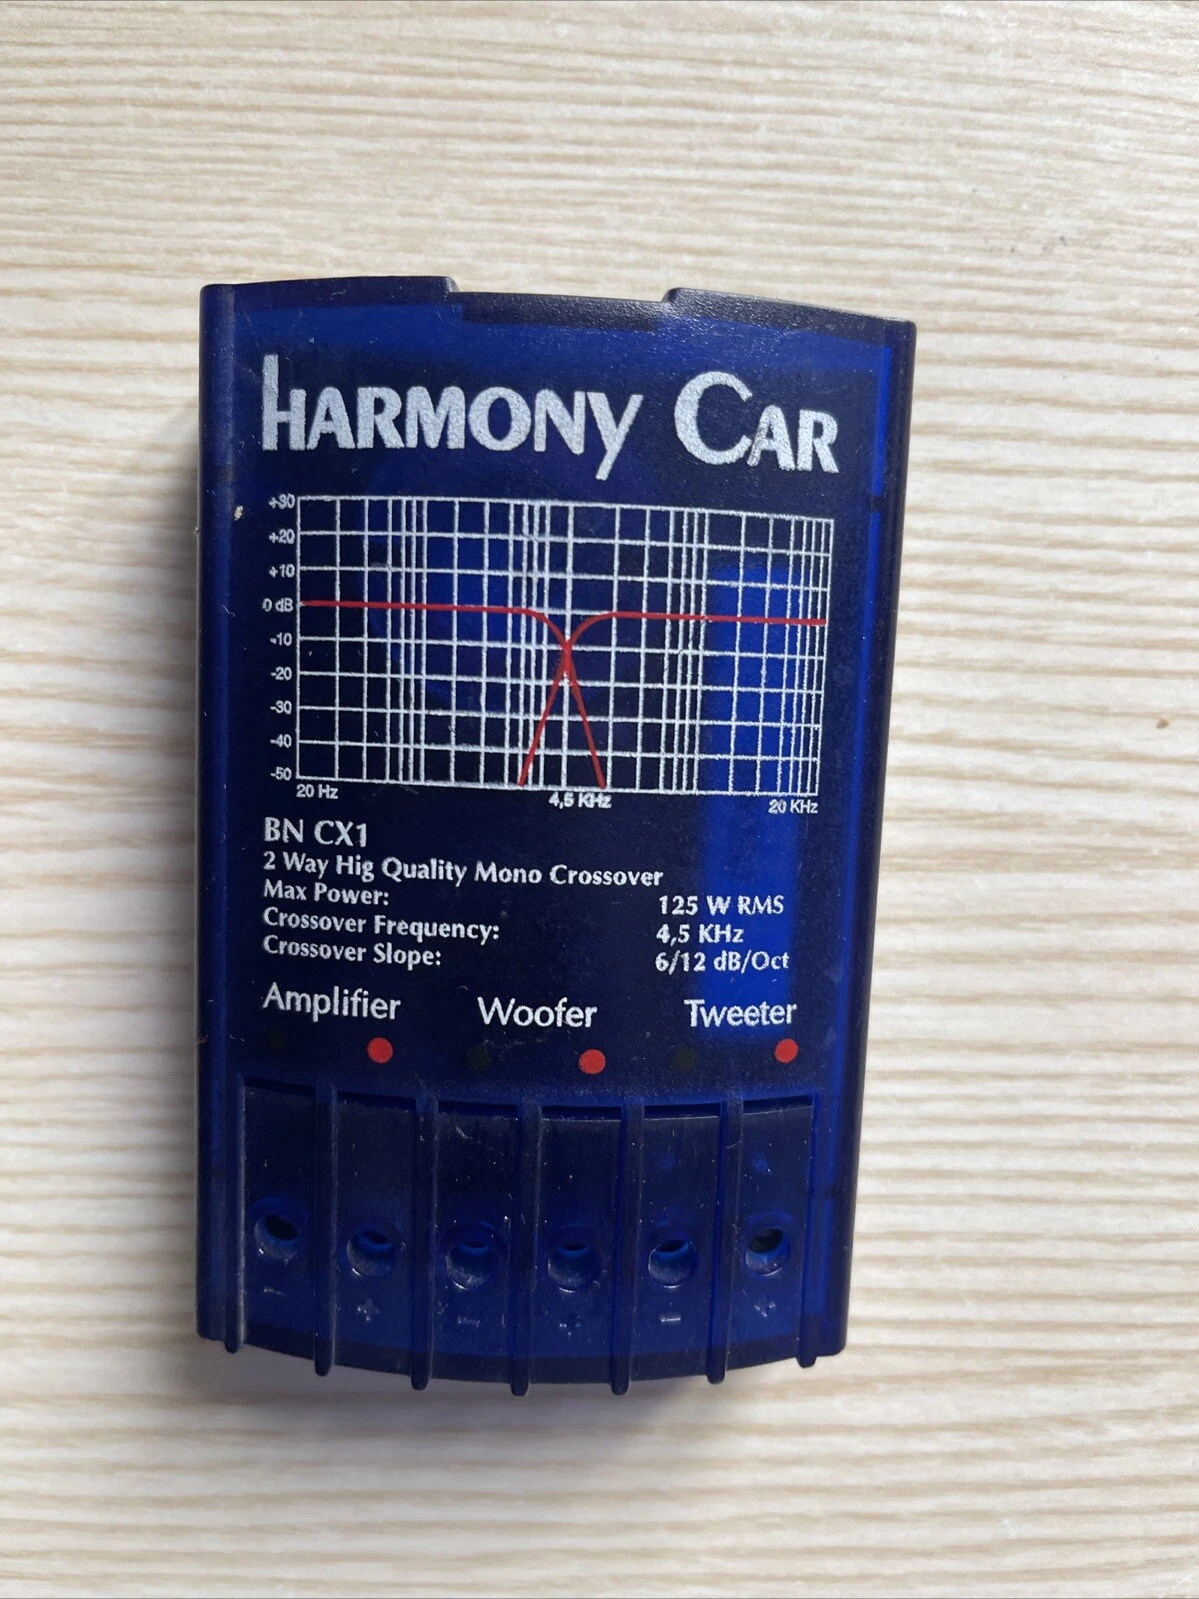 HARMONY CAR
+30
+20
+10
0 dB
-10
-20
-30
-40
-50
20 Hz 4,5 KHz 20 KHz
BN CX1
2 Way Hig Quality Mono Crossover
Max Power: 125 W RMS
Crossover Frequency: 4,5 KHz
Crossover Slope: 6/12 dB/Oct
Amplifier Woofer Tweeter
- + - + - +